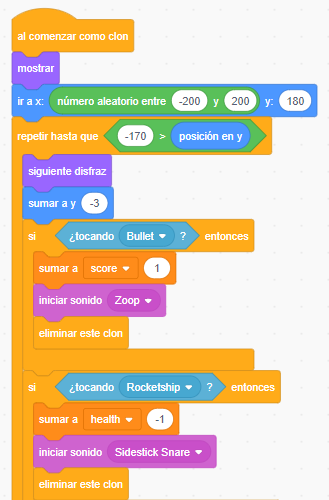 al comenzar como clon
mostrar
ir a x: número aleatorio entre -200 y 200 y: 180
repetir hasta que -170 > posición en y
siguiente disfraz
sumar a y -3
si ¿tocando Bullet ? entonces
sumar a score 1
iniciar sonido Zoop
eliminar este clon
si ¿tocando Rocketship ? entonces
sumar a health -1
iniciar sonido Sidestick Snare
eliminar este clon